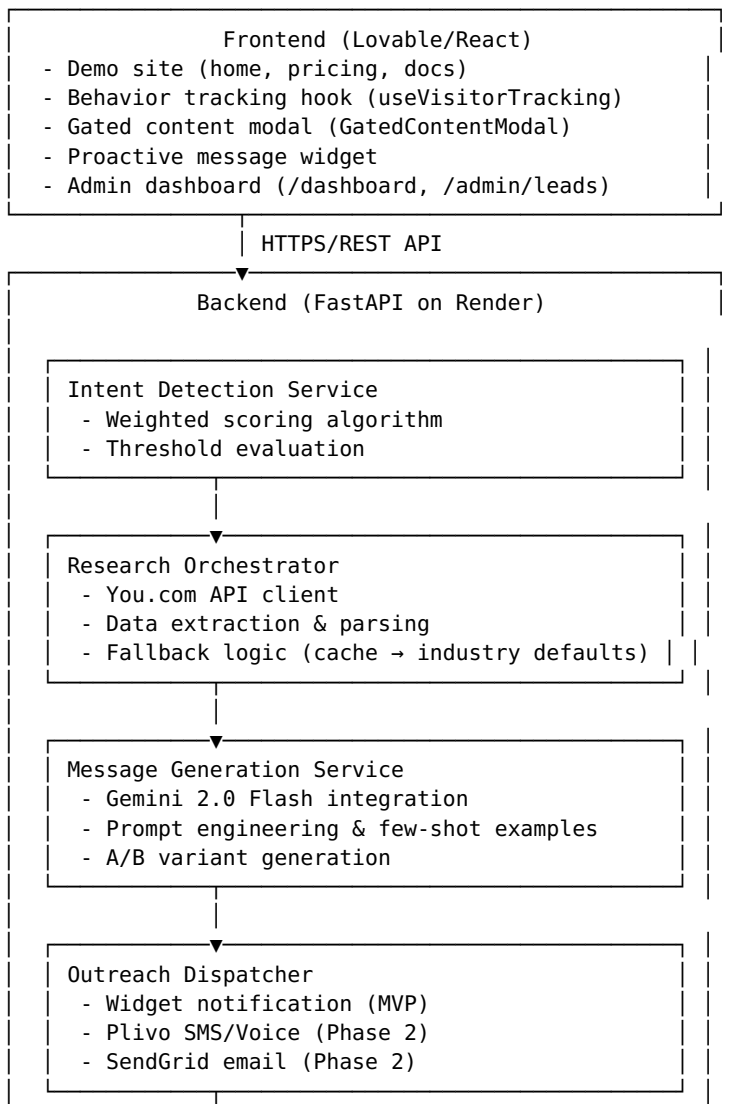 Frontend (Lovable/React)
- Demo site (home, pricing, docs)
- Behavior tracking hook (useVisitorTracking)
- Gated content modal (GatedContentModal)
- Proactive message widget
- Admin dashboard (/dashboard, /admin/leads)
HTTPS/REST API
Backend (FastAPI on Render)
Intent Detection Service
- Weighted scoring algorithm
- Threshold evaluation
Research Orchestrator
- You.com API client
- Data extraction & parsing
- Fallback logic (cache → industry defaults)
Message Generation Service
- Gemini 2.0 Flash integration
- Prompt engineering & few-shot examples
- A/B variant generation
Outreach Dispatcher
- Widget notification (MVP)
- Plivo SMS/Voice (Phase 2)
- SendGrid email (Phase 2)